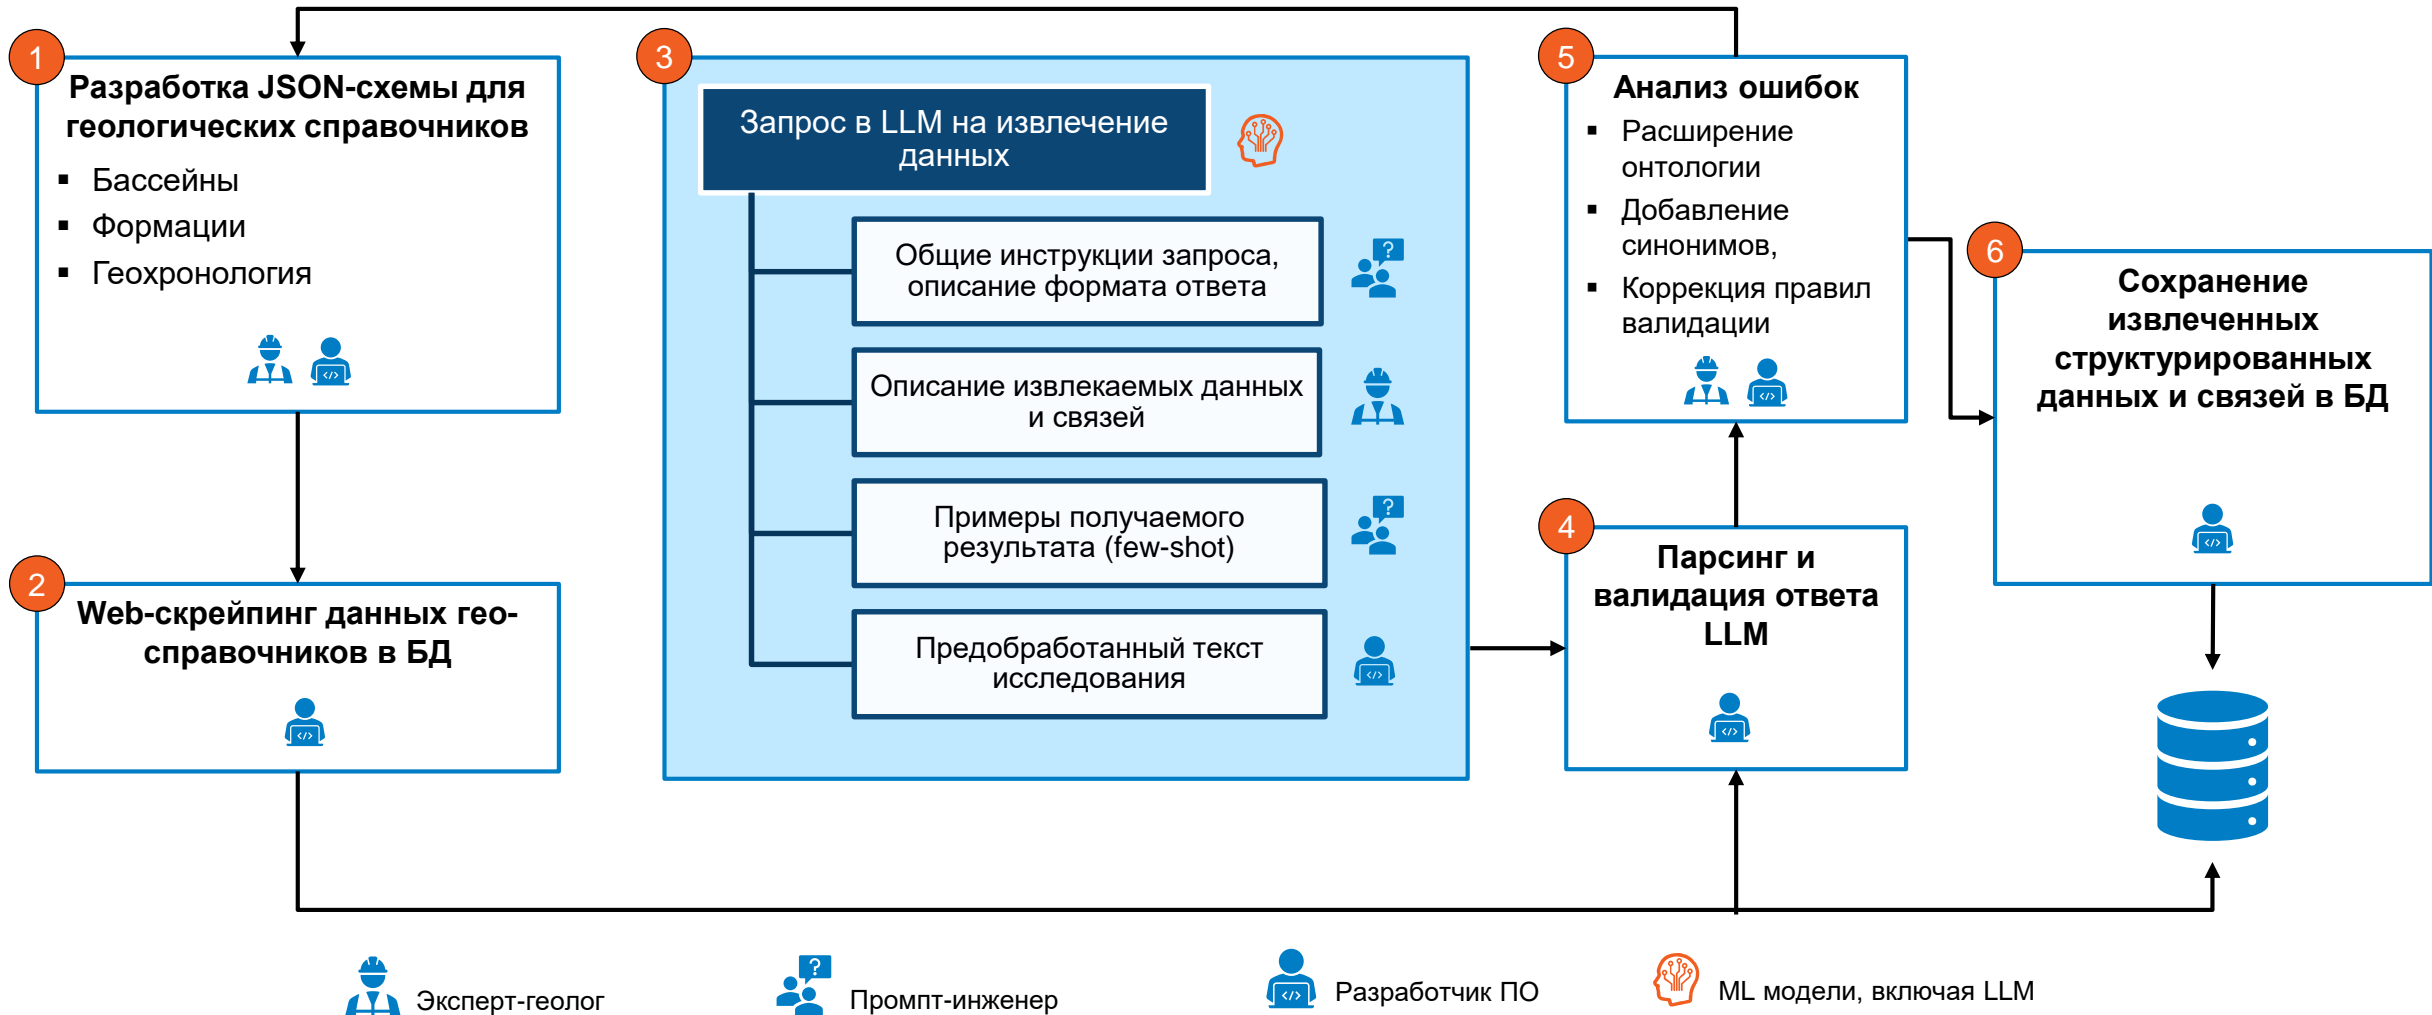 1
Разработка JSON-схемы для
геологических справочников
▪ Бассейны
▪ Формации
▪ Геохронология
2
Web-скрейпинг данных гео-
справочников в БД
3
Запрос в LLM на извлечение
данных
Общие инструкции запроса,
описание формата ответа
Описание извлекаемых данных
и связей
Примеры получаемого
результата (few-shot)
Предобработанный текст
исследования
4
Парсинг и
валидация ответа
LLM
5
Анализ ошибок
▪ Расширение
онтологии
▪ Добавление
синонимов,
▪ Коррекция правил
валидации
6
Сохранение
извлеченных
структурированных
данных и связей в БД
Эксперт-геолог
Промпт-инженер
Разработчик ПО
ML модели, включая LLM